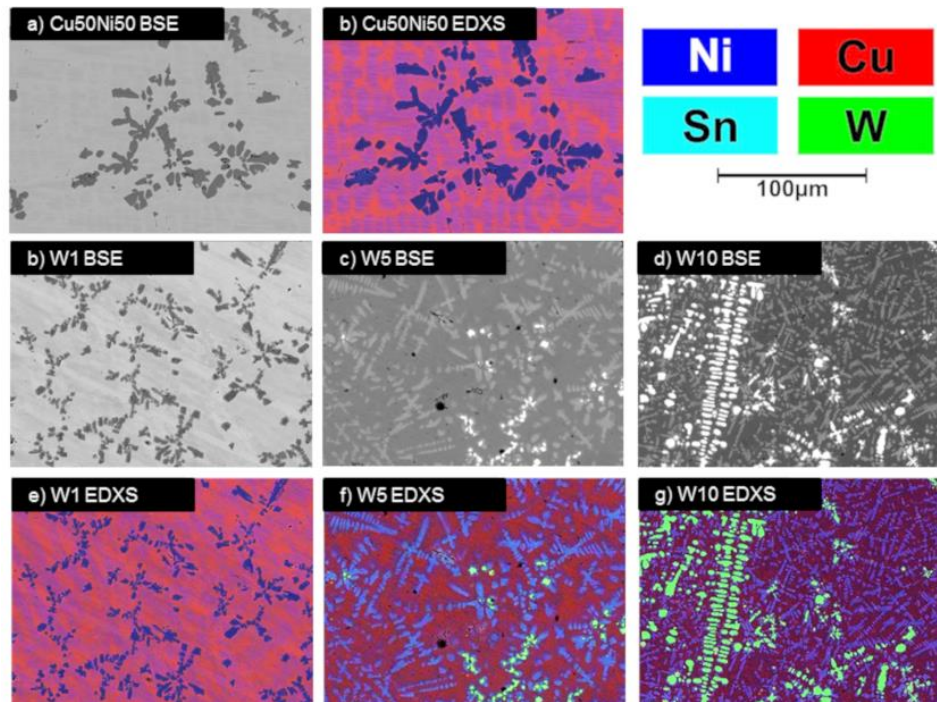 a) Cu50Ni50 BSE
b) Cu50Ni50 EDXS
Ni
Cu
Sn
W
100µm
b) W1 BSE
c) W5 BSE
d) W10 BSE
e) W1 EDXS
f) W5 EDXS
g) W10 EDXS